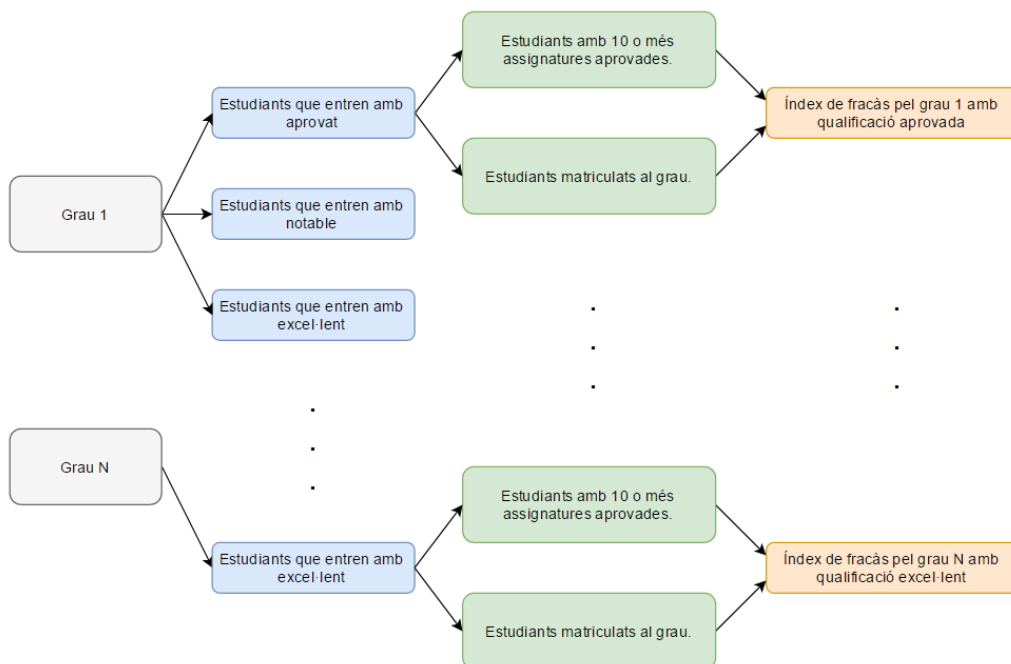 Estudiants amb 10 o més
assignatures aprovades.
Estudiants que entren amb
aprovat
Índex de fracàs pel grau 1 amb
qualificació aprovada
Estudiants matriculats al grau.
Grau 1
Estudiants que entren amb
notable
Estudiants que entren amb
excel·lent
Grau N
Estudiants amb 10 o més
assignatures aprovades.
Estudiants que entren amb
excel·lent
Índex de fracàs pel grau N amb
qualificació excel·lent
Estudiants matriculats al grau.